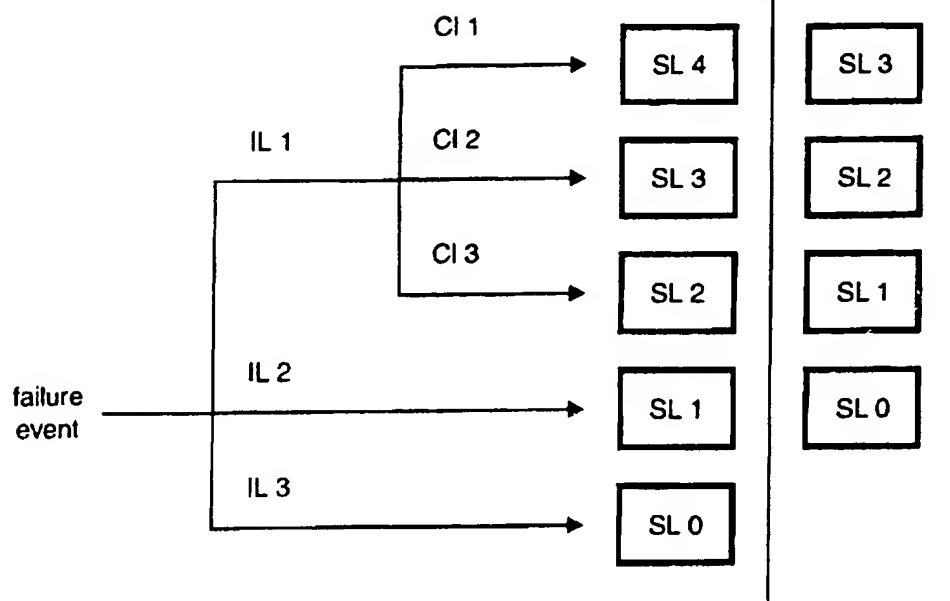 CI 1
SL 4
SL 3
IL 1
CI 2
SL 3
SL 2
CI 3
SL 2
SL 1
IL 2
failure
event
SL 1
SL 0
IL 3
SL 0